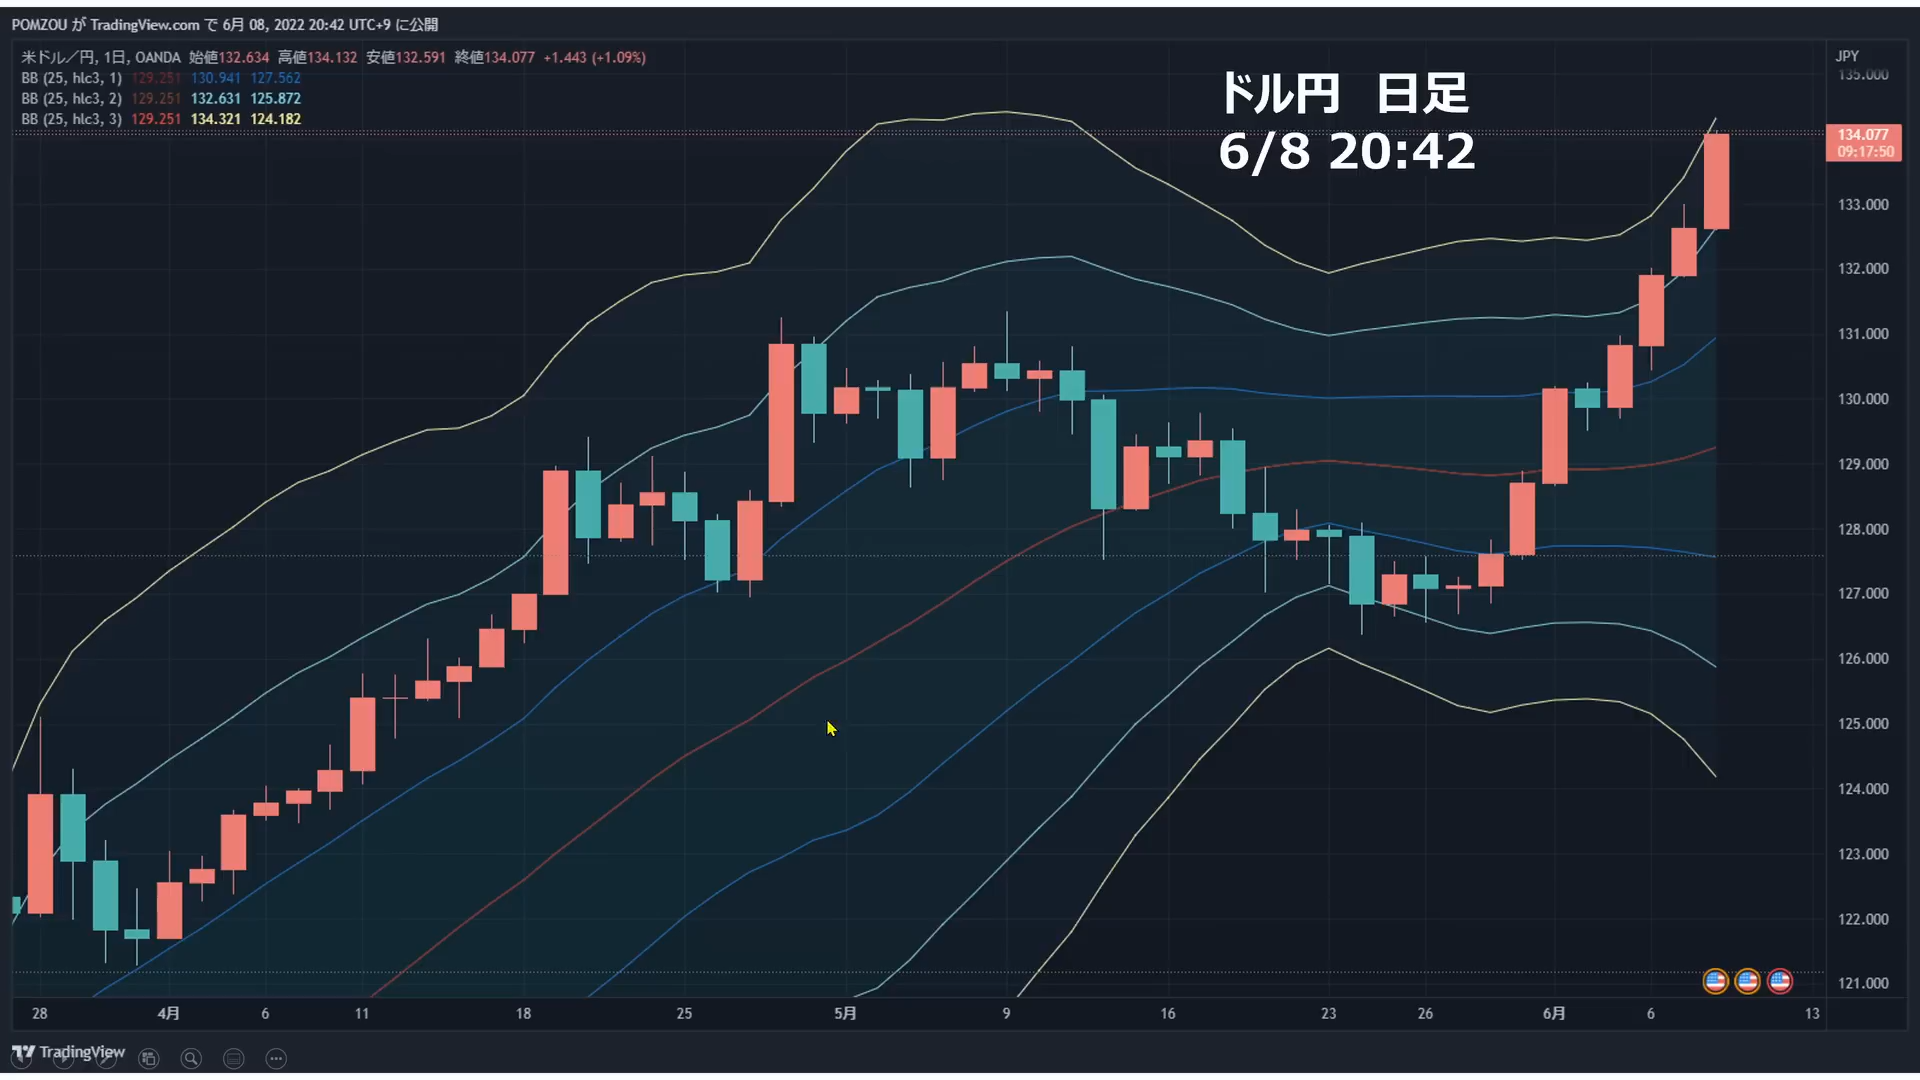 POMZOU が TradingView.com で 6月 08, 2022 20:42 UTC+9 に公開
米ドル／円, 1日, OANDA 始値132.634 高値134.132 安値132.591 終値134.077 +1.443 (+1.09%)
BB (25, hlc3, 1) 129.251 130.941 127.562
BB (25, hlc3, 2) 129.251 132.631 125.872
BB (25, hlc3, 3) 129.251 134.321 124.182
ドル円 日足
6/8 20:42
JPY
135.000
134.077
09:17:50
133.000
132.000
131.000
130.000
129.000
128.000
127.000
126.000
125.000
124.000
123.000
122.000
121.000
28 4月 6 11 18 25 5月 9 16 23 26 6月 6 13
TradingView